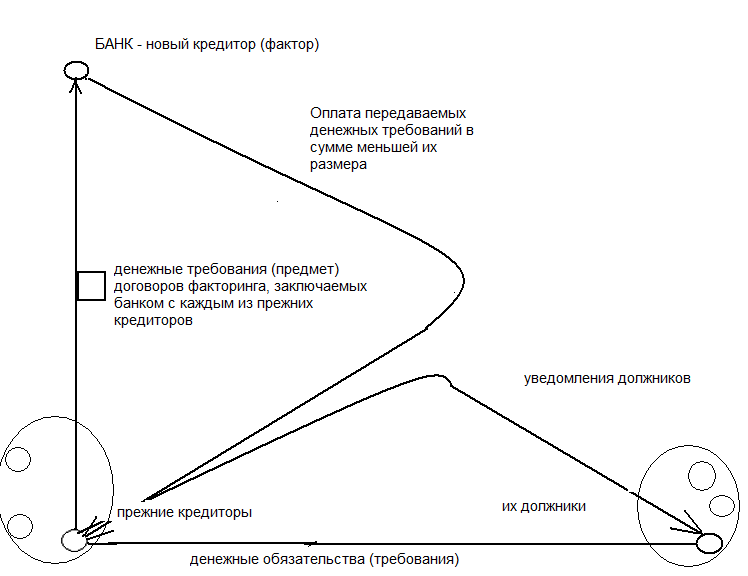 БАНК - новый кредитор (фактор)
Оплата передаваемых
денежных требований в
сумме меньшей их
размера
денежные требования (предмет)
договоров факторинга, заключаемых
банком с каждым из прежних
кредиторов
уведомления должников
прежние кредиторы
их должники
денежные обязательства (требования)